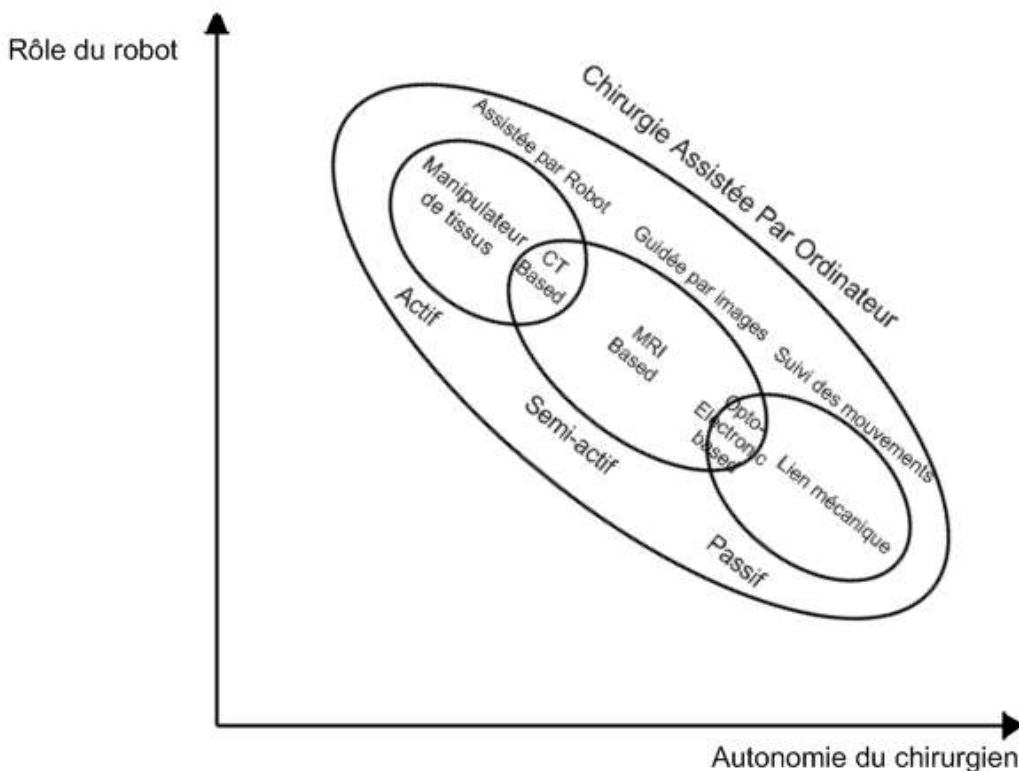 Rôle du robot
Chirurgie Assistée Par Ordinateur
Assistée par Robot
Manipulateur
de tissus
CT
Based
Guidée par images
Actif
MRI
Based
Suivi des mouvements
Opto-
Electronic
based
Semi-actif
Lien mécanique
Passif
Autonomie du chirurgien